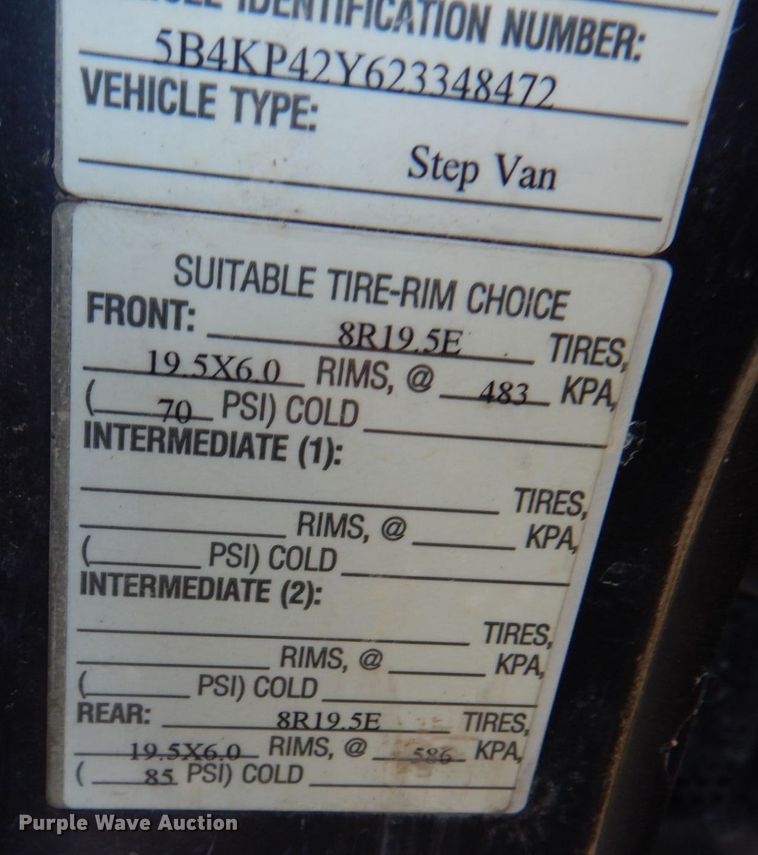 IDENTIFICATION NUMBER:
5B4KP42Y623348472
VEHICLE TYPE:
Step Van
SUITABLE TIRE-RIM CHOICE
FRONT: 8R19.5E TIRES,
19.5X6.0 RIMS, @ 483 KPA,
( 70 PSI) COLD
INTERMEDIATE (1):
TIRES,
RIMS, @ KPA,
( PSI) COLD
INTERMEDIATE (2):
TIRES,
RIMS, @ KPA,
( PSI) COLD
REAR: 8R19.5E TIRES,
19.5X6.0 RIMS, @ 586 KPA,
( 85 PSI) COLD
Purple Wave Auction